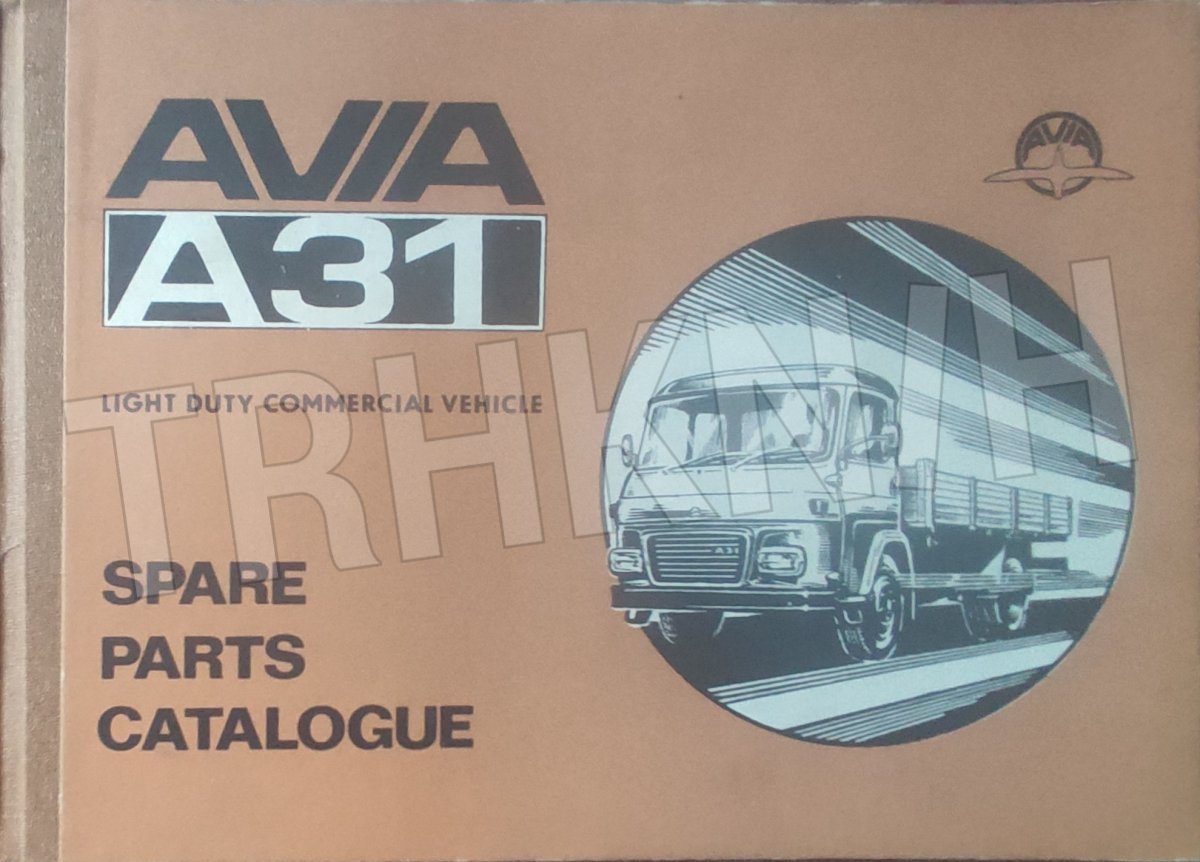 AVIA
A31
AVIA
LIGHT DUTY COMMERCIAL VEHICLE
A31
SPARE
PARTS
CATALOGUE
TRHKNIH